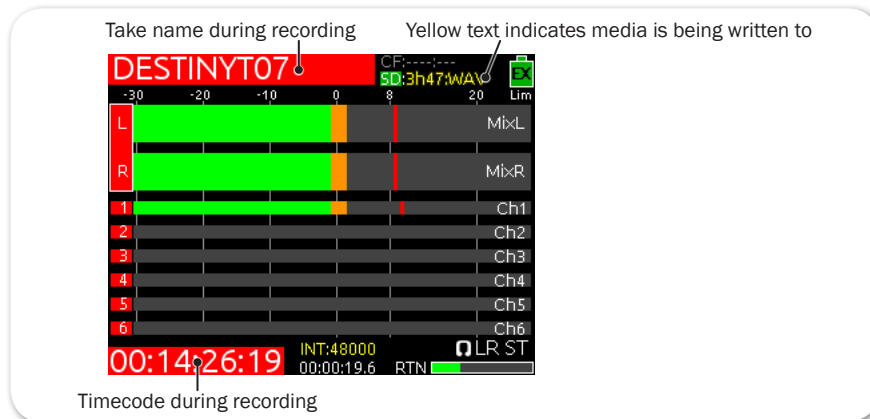 Take name during recording
Yellow text indicates media is being written to
DESTINYT07
CF:----:---
SD:3h47:WAV
EX
-30 -20 -10 0 8 20 Lim
L MixL
R MixR
1 Ch1
2 Ch2
3 Ch3
4 Ch4
5 Ch5
6 Ch6
00:14:26:19
INT:48000
00:00:19.6
LR ST
RTN
Timecode during recording